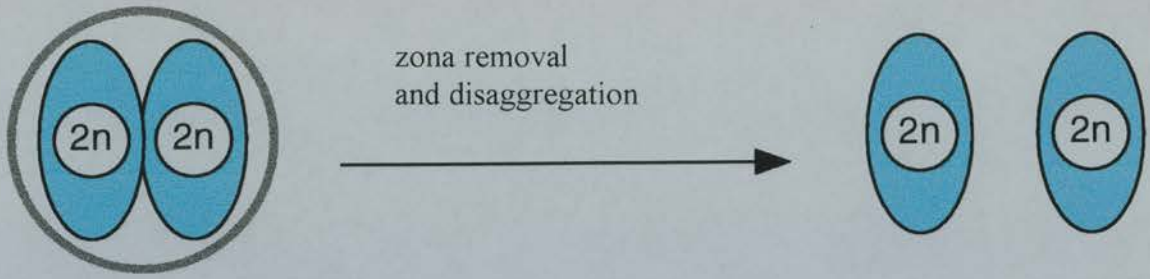 zona removal
and disaggregation
2n 2n 2n 2n